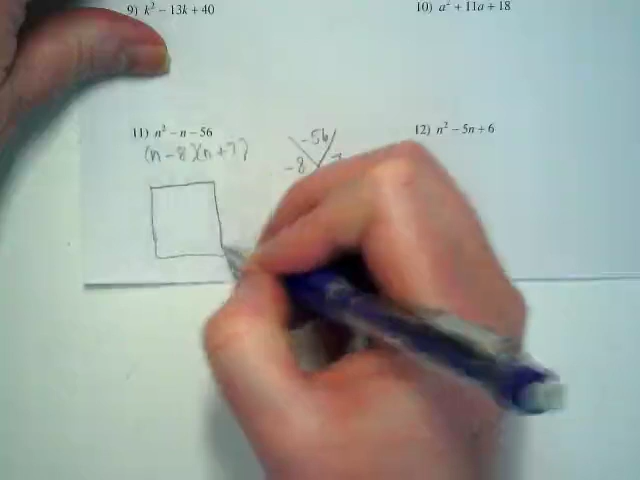 9) k² - 13k + 40
10) a² + 11a + 18
11) n² - n - 56
12) n² - 5n + 6
(n - 8)(n + 7)
-56
-8 7